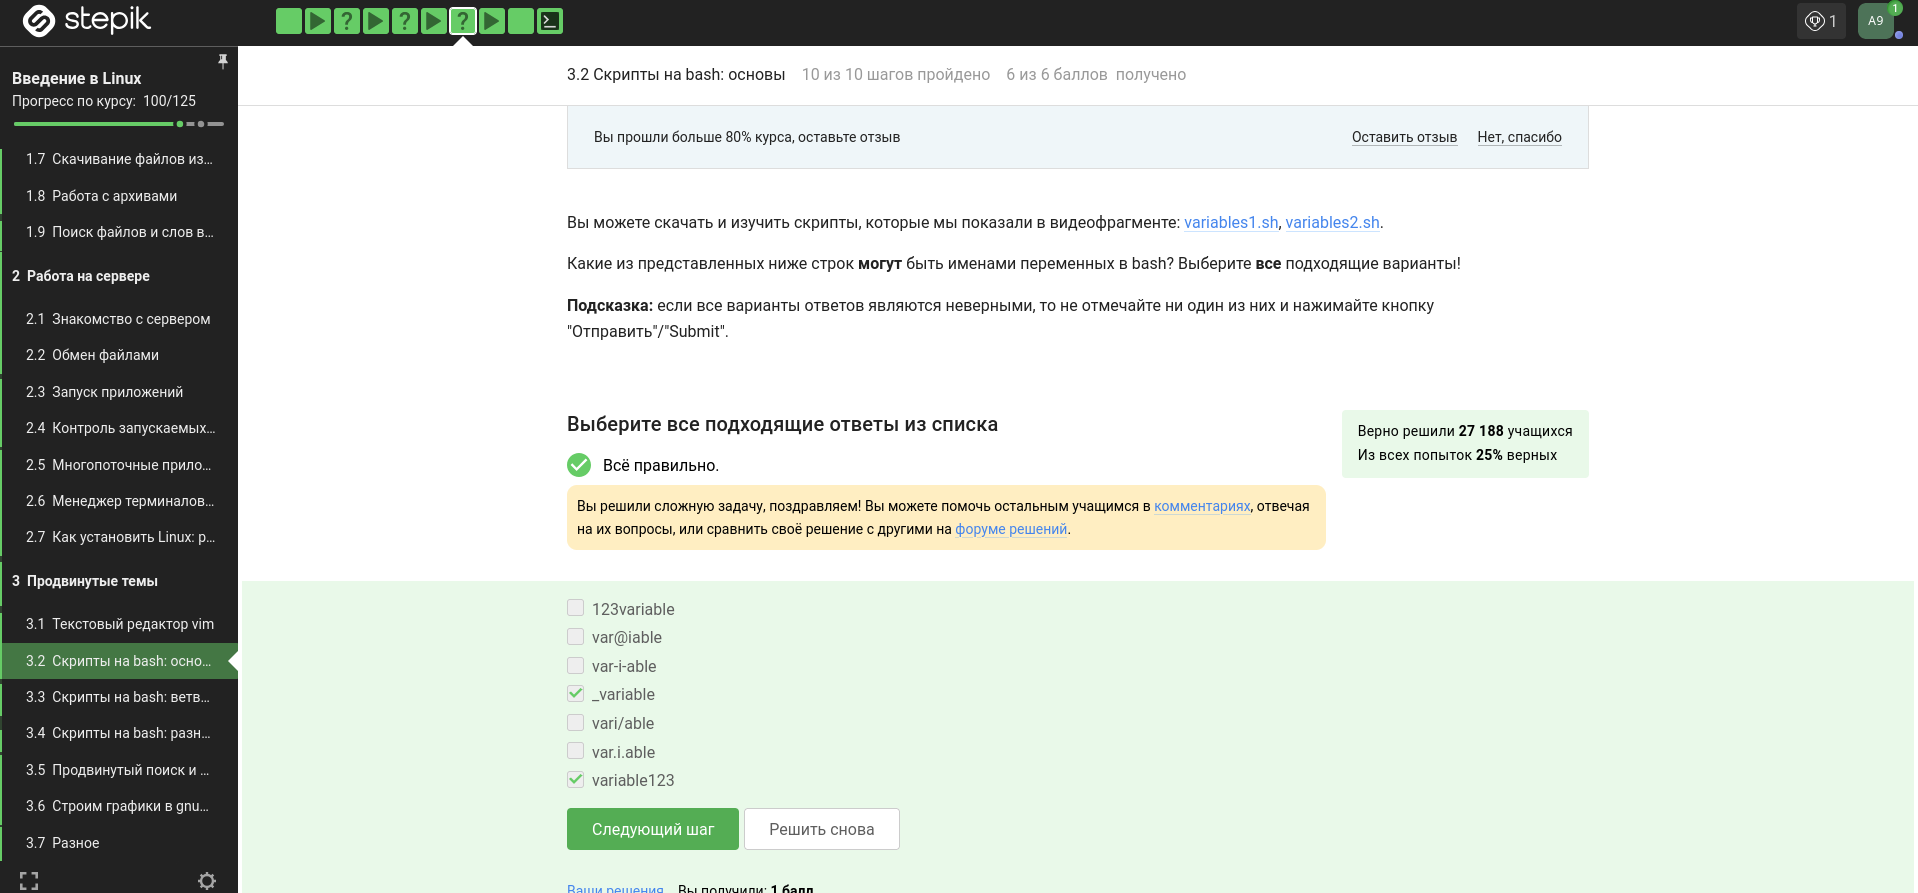 stepik
1
A9
1
Введение в Linux
Прогресс по курсу: 100/125
1.7 Скачивание файлов из...
1.8 Работа с архивами
1.9 Поиск файлов и слов в...
2 Работа на сервере
2.1 Знакомство с сервером
2.2 Обмен файлами
2.3 Запуск приложений
2.4 Контроль запускаемых...
2.5 Многопоточные прило...
2.6 Менеджер терминалов...
2.7 Как установить Linux: р...
3 Продвинутые темы
3.1 Текстовый редактор vim
3.2 Скрипты на bash: осно...
3.3 Скрипты на bash: ветв...
3.4 Скрипты на bash: разн...
3.5 Продвинутый поиск и ...
3.6 Строим графики в gnu...
3.7 Разное
3.2 Скрипты на bash: основы 10 из 10 шагов пройдено 6 из 6 баллов получено
Вы прошли больше 80% курса, оставьте отзыв Оставить отзыв Нет, спасибо
Вы можете скачать и изучить скрипты, которые мы показали в видеофрагменте: variables1.sh, variables2.sh.
Какие из представленных ниже строк могут быть именами переменных в bash? Выберите все подходящие варианты!
Подсказка: если все варианты ответов являются неверными, то не отмечайте ни один из них и нажимайте кнопку
"Отправить"/"Submit".
Выберите все подходящие ответы из списка
Верно решили 27 188 учащихся
Из всех попыток 25% верных
Всё правильно.
Вы решили сложную задачу, поздравляем! Вы можете помочь остальным учащимся в комментариях, отвечая
на их вопросы, или сравнить своё решение с другими на форуме решений.
123variable
var@iable
var-i-able
_variable
vari/able
var.i.able
variable123
Следующий шаг Решить снова
Ваши решения Вы получили: 1 балл